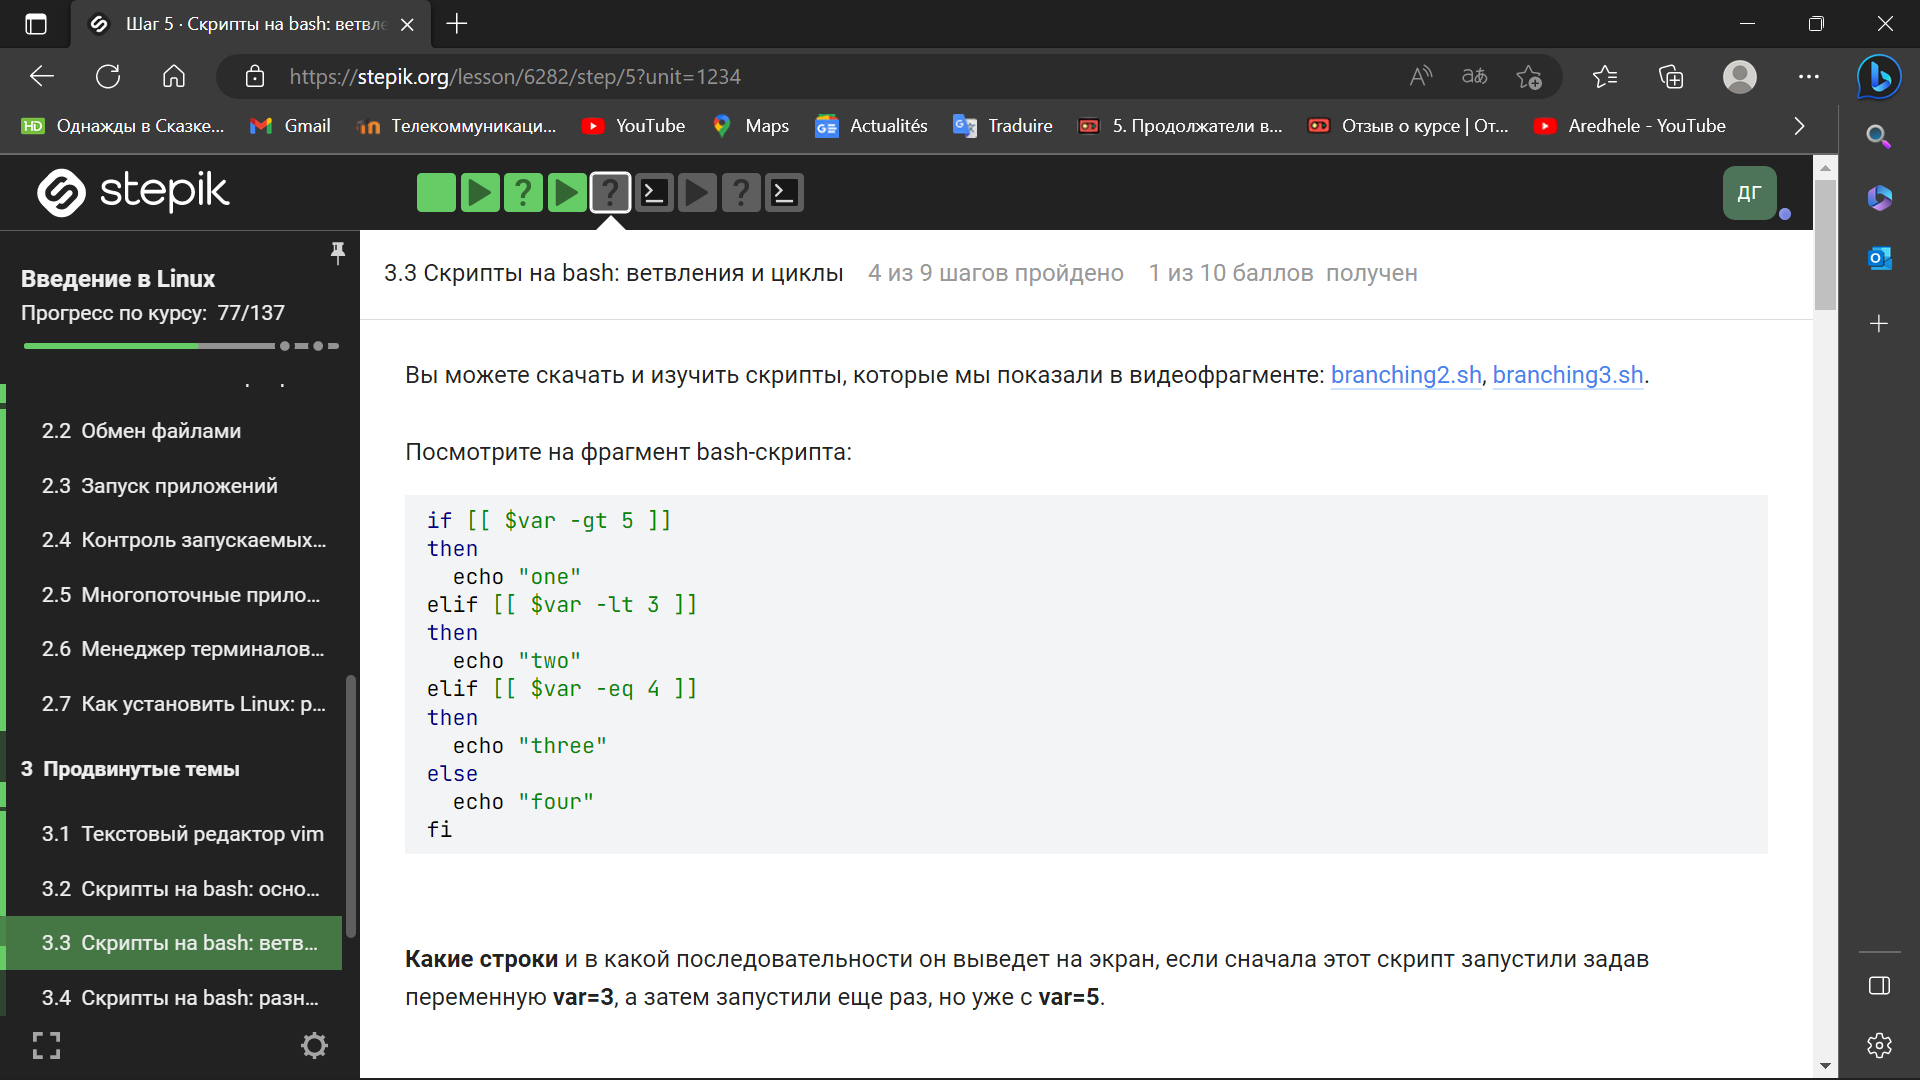 Шаг 5 · Скрипты на bash: ветвле
https://stepik.org/lesson/6282/step/5?unit=1234
HD Однажды в Сказке... Gmail Телекоммуникаци... YouTube Maps Actualités Traduire 5. Продолжатели в... Отзыв о курсе | От... Aredhele - YouTube
stepik
ДГ
3.3 Скрипты на bash: ветвления и циклы 4 из 9 шагов пройдено 1 из 10 баллов получен
Введение в Linux
Прогресс по курсу: 77/137
2.2 Обмен файлами
2.3 Запуск приложений
2.4 Контроль запускаемых...
2.5 Многопоточные прило...
2.6 Менеджер терминалов...
2.7 Как установить Linux: р...
3 Продвинутые темы
3.1 Текстовый редактор vim
3.2 Скрипты на bash: осно...
3.3 Скрипты на bash: ветв...
3.4 Скрипты на bash: разн...
Вы можете скачать и изучить скрипты, которые мы показали в видеофрагменте: branching2.sh, branching3.sh.
Посмотрите на фрагмент bash-скрипта:
if [[ $var -gt 5 ]]
then
echo "one"
elif [[ $var -lt 3 ]]
then
echo "two"
elif [[ $var -eq 4 ]]
then
echo "three"
else
echo "four"
fi
Какие строки и в какой последовательности он выведет на экран, если сначала этот скрипт запустили задав
переменную var=3, а затем запустили еще раз, но уже с var=5.